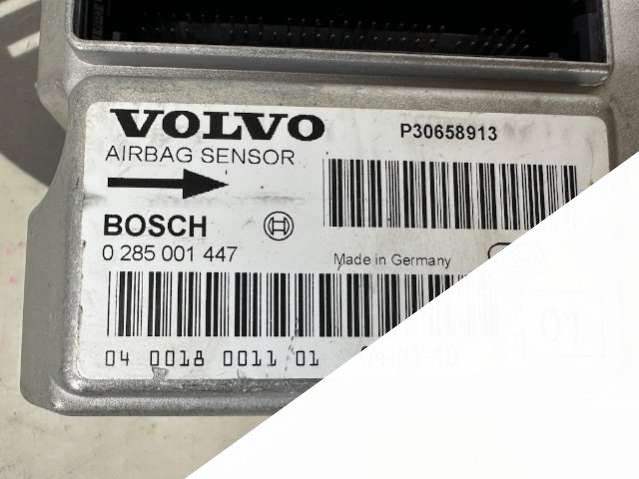 VOLVO P30658913
AIRBAG SENSOR
BOSCH
0 285 001 447
Made in Germany
04 0018 0011 01